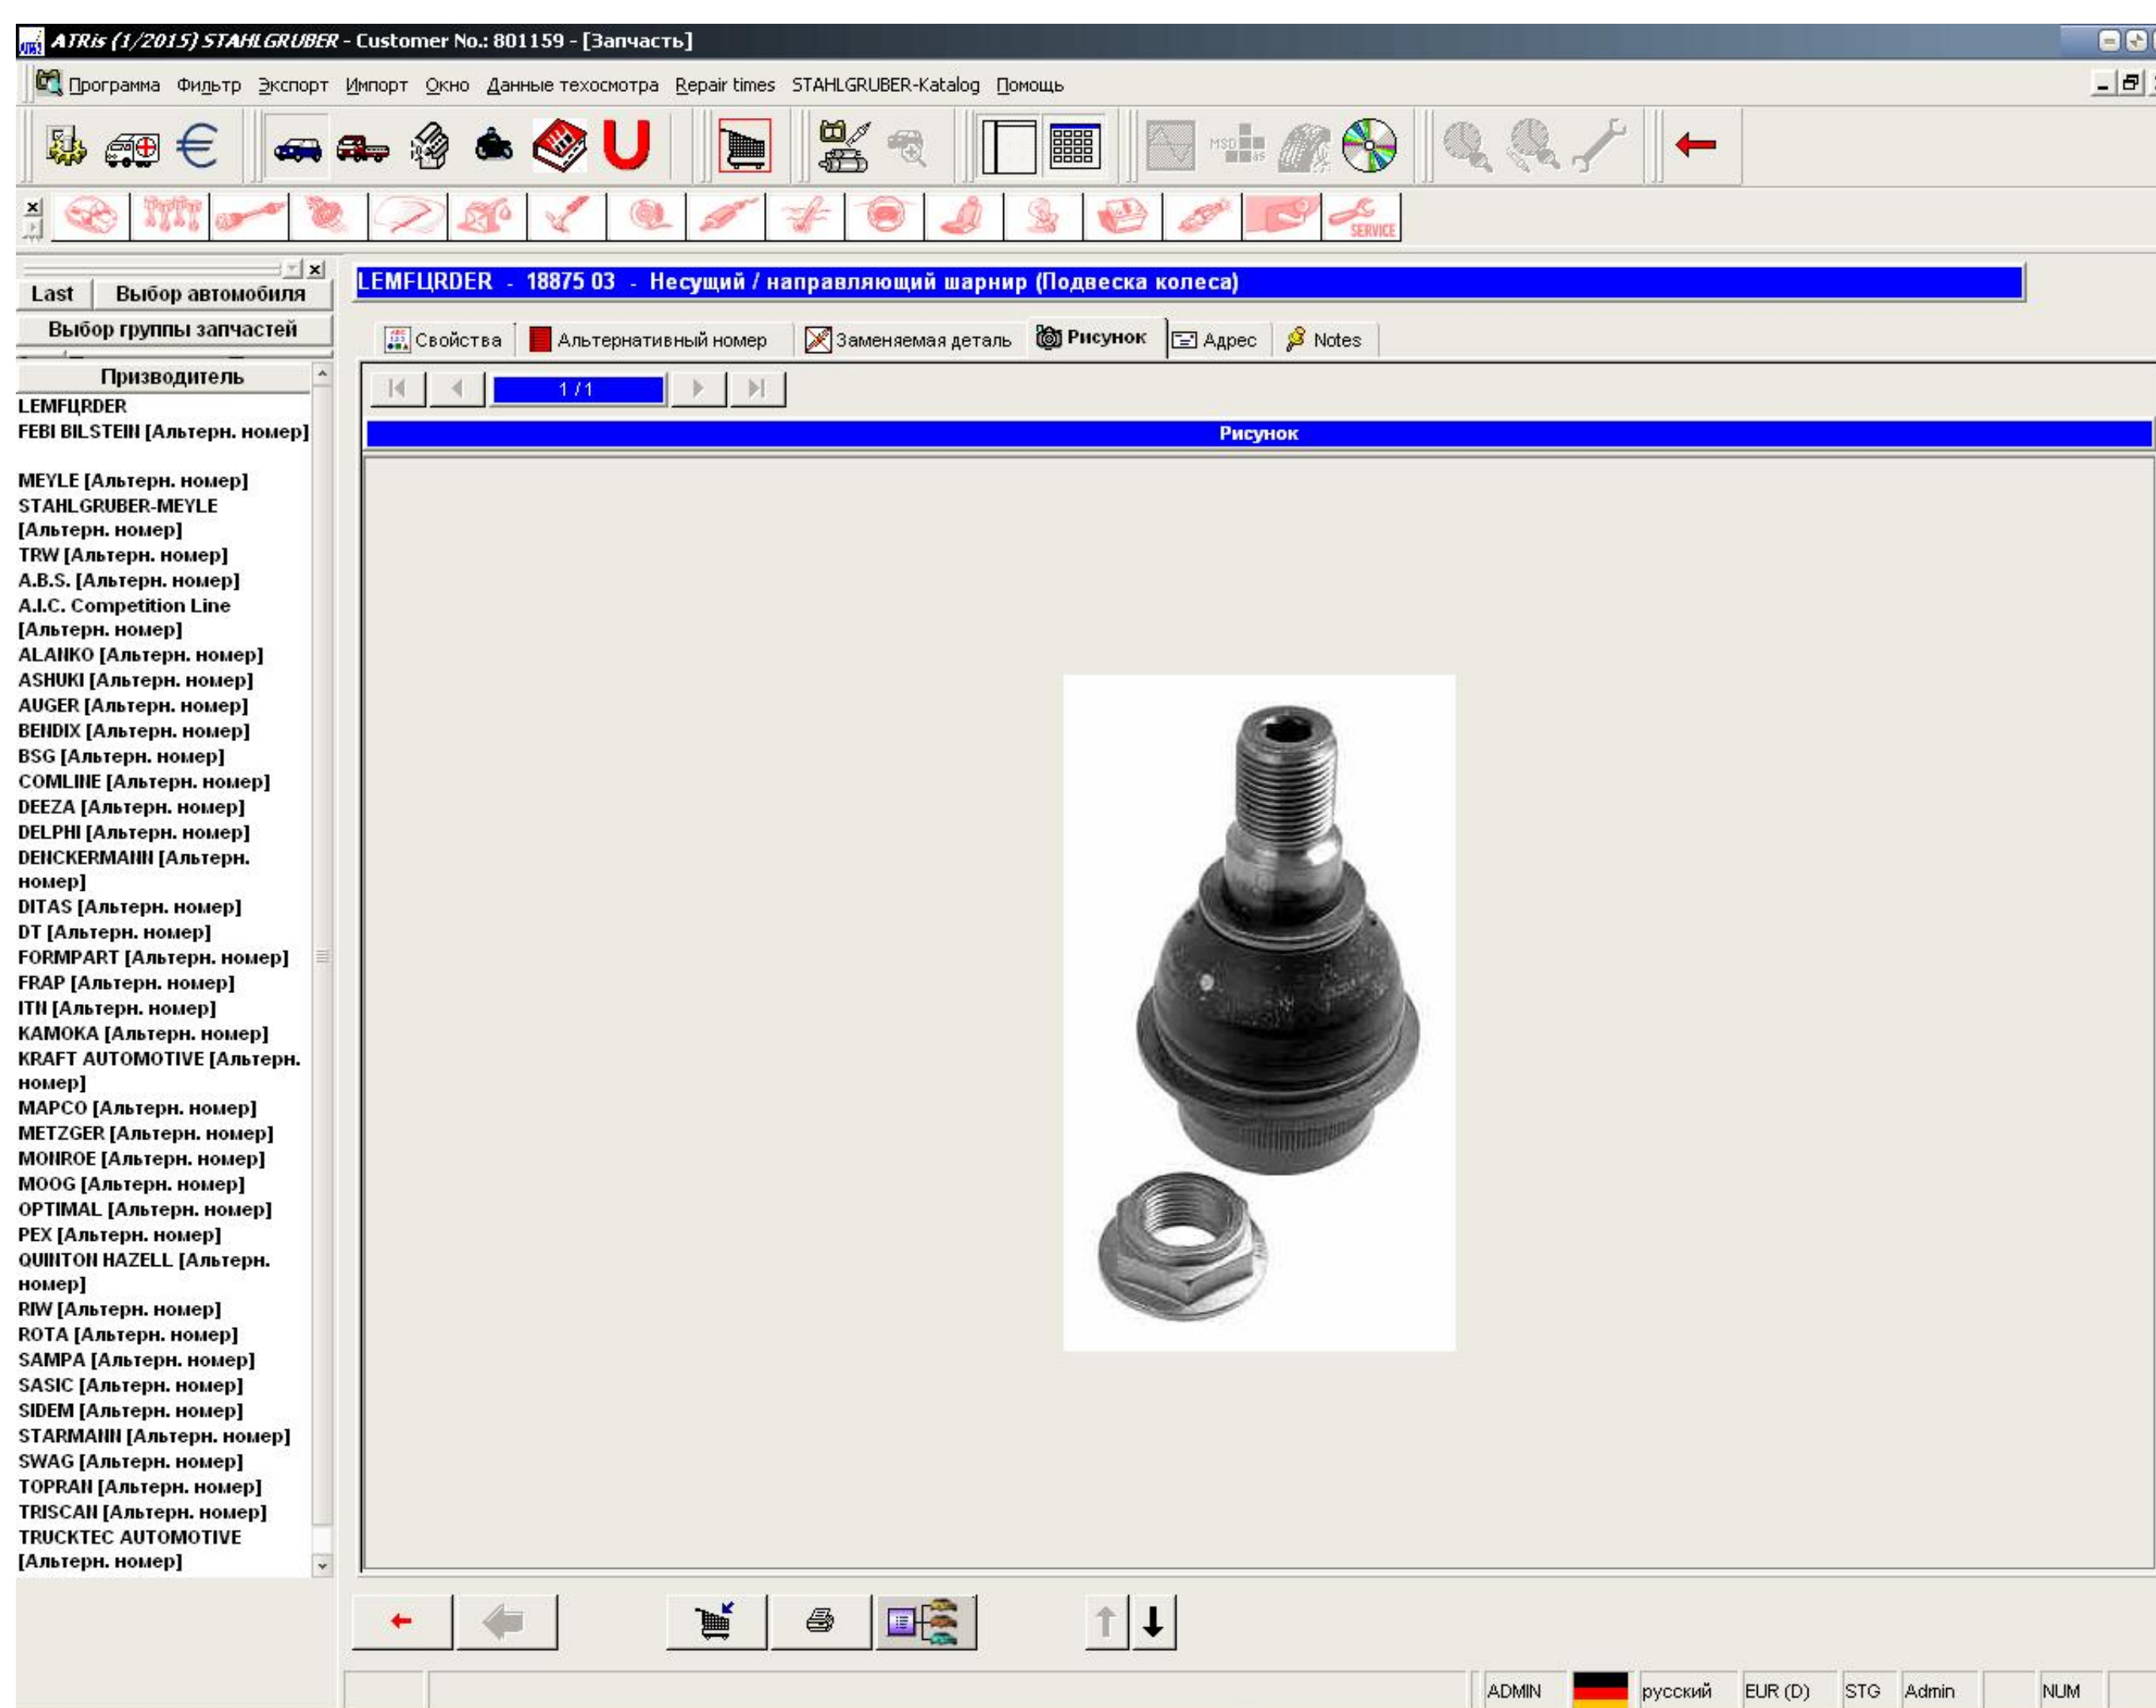 ATRis (1/2015) STAHLGRUBER - Customer No.: 801159 - [Запчасть]
Программа Фильтр Экспорт Импорт Окно Данные техосмотра Repair times STAHLGRUBER-Katalog Помощь
SERVICE
LEMFЦRDER - 18875 03 - Несущий / направляющий шарнир (Подвеска колеса)
Last Выбор автомобиля
Выбор группы запчастей
Свойства Альтернативный номер Заменяемая деталь Рисунок Адрес Notes
Призводитель
1 / 1
Рисунок
LEMFЦRDER
FEBI BILSTEIN [Альтерн. номер]
MEYLE [Альтерн. номер]
STAHLGRUBER-MEYLE
[Альтерн. номер]
TRW [Альтерн. номер]
A.B.S. [Альтерн. номер]
A.I.C. Competition Line
[Альтерн. номер]
ALANKO [Альтерн. номер]
ASHUKI [Альтерн. номер]
AUGER [Альтерн. номер]
BENDIX [Альтерн. номер]
BSG [Альтерн. номер]
COMLINE [Альтерн. номер]
DEEZA [Альтерн. номер]
DELPHI [Альтерн. номер]
DENCKERMANN [Альтерн.
номер]
DITAS [Альтерн. номер]
DT [Альтерн. номер]
FORMPART [Альтерн. номер]
FRAP [Альтерн. номер]
ITN [Альтерн. номер]
KAMOKA [Альтерн. номер]
KRAFT AUTOMOTIVE [Альтерн.
номер]
MAPCO [Альтерн. номер]
METZGER [Альтерн. номер]
MONROE [Альтерн. номер]
MOOG [Альтерн. номер]
OPTIMAL [Альтерн. номер]
PEX [Альтерн. номер]
QUINTON HAZELL [Альтерн.
номер]
RIW [Альтерн. номер]
ROTA [Альтерн. номер]
SAMPA [Альтерн. номер]
SASIC [Альтерн. номер]
SIDEM [Альтерн. номер]
STARMANN [Альтерн. номер]
SWAG [Альтерн. номер]
TOPRAN [Альтерн. номер]
TRISCAN [Альтерн. номер]
TRUCKTEC AUTOMOTIVE
[Альтерн. номер]
ADMIN русский EUR (D) STG Admin NUM